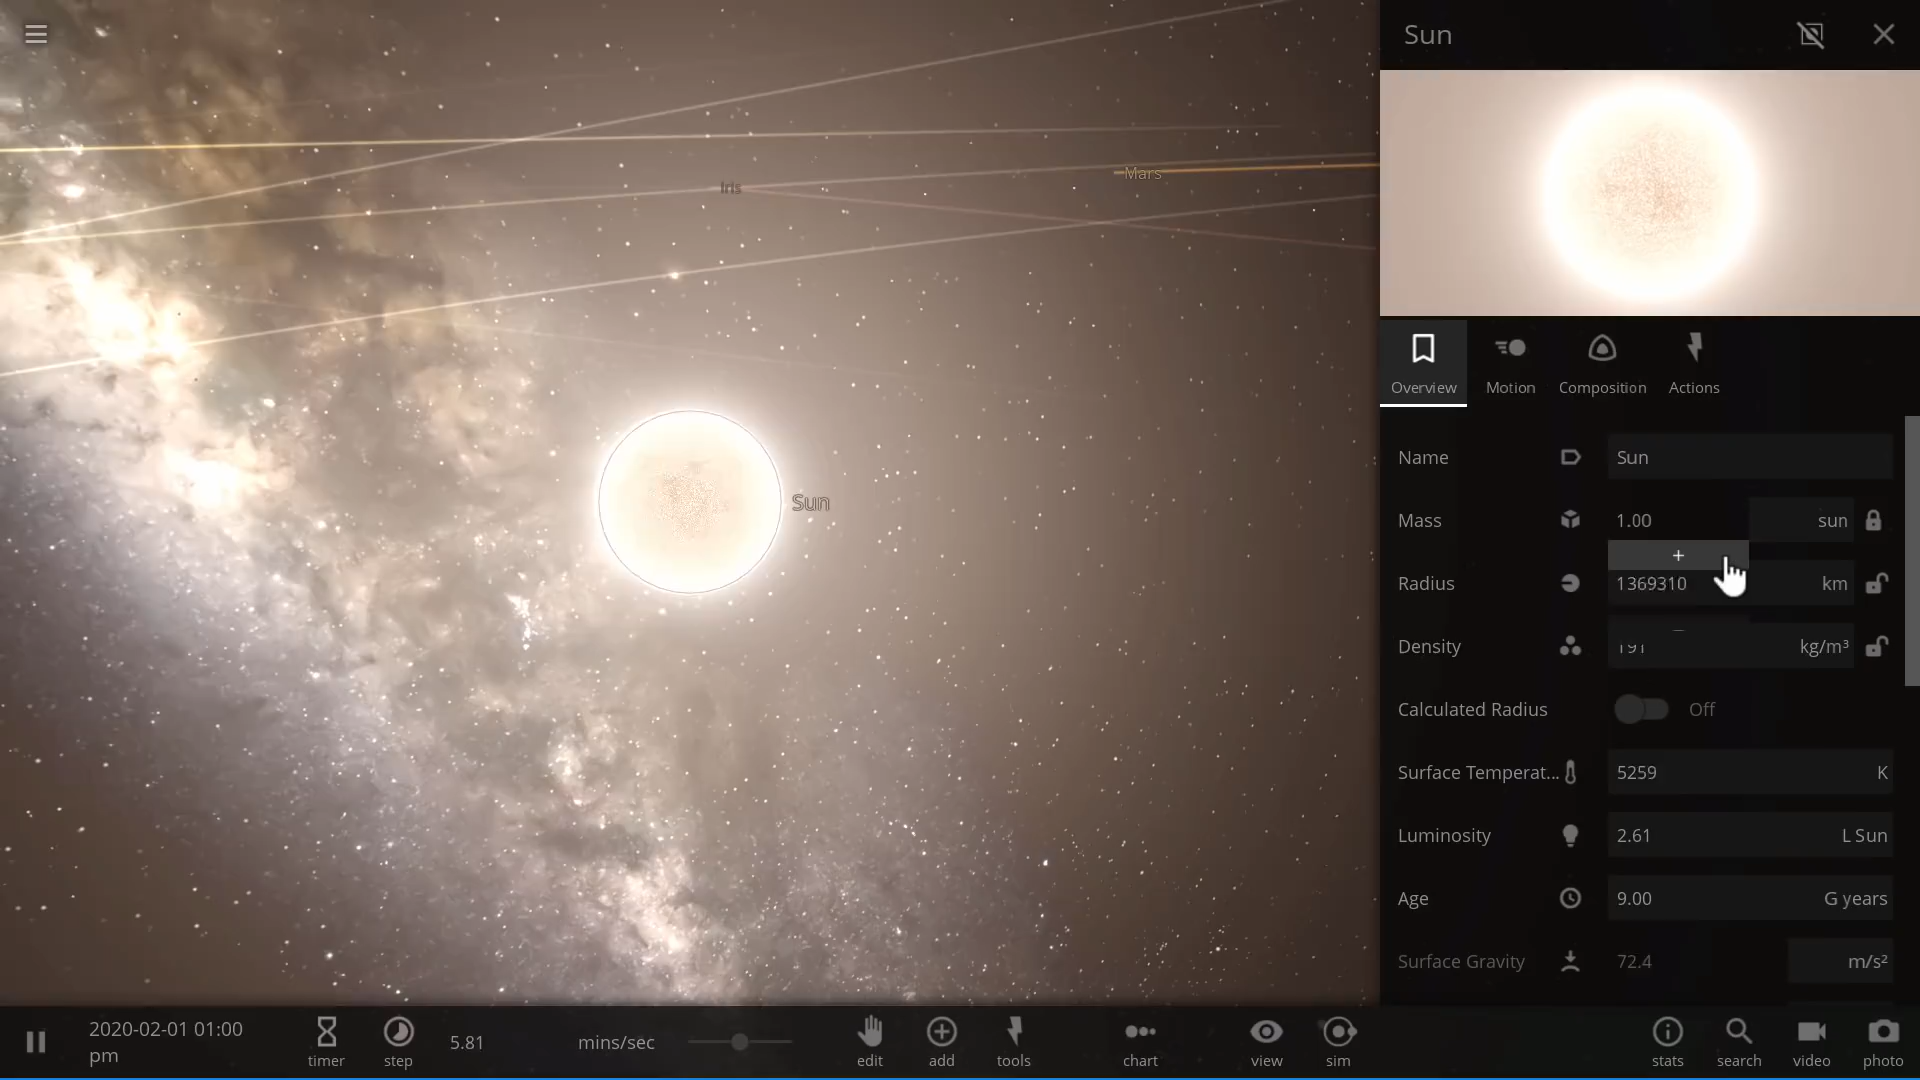 Sun
Iris
Mars
Sun
Overview
Motion
Composition
Actions
Name
Sun
Mass
1.00
sun
+
Radius
1369310
km
Density
kg/m³
Calculated Radius
Off
Surface Temperat...
5259
K
Luminosity
2.61
L Sun
Age
9.00
G years
Surface Gravity
72.4
m/s²
2020-02-01 01:00
pm
timer
step
5.81
mins/sec
edit
add
tools
chart
view
sim
stats
search
video
photo